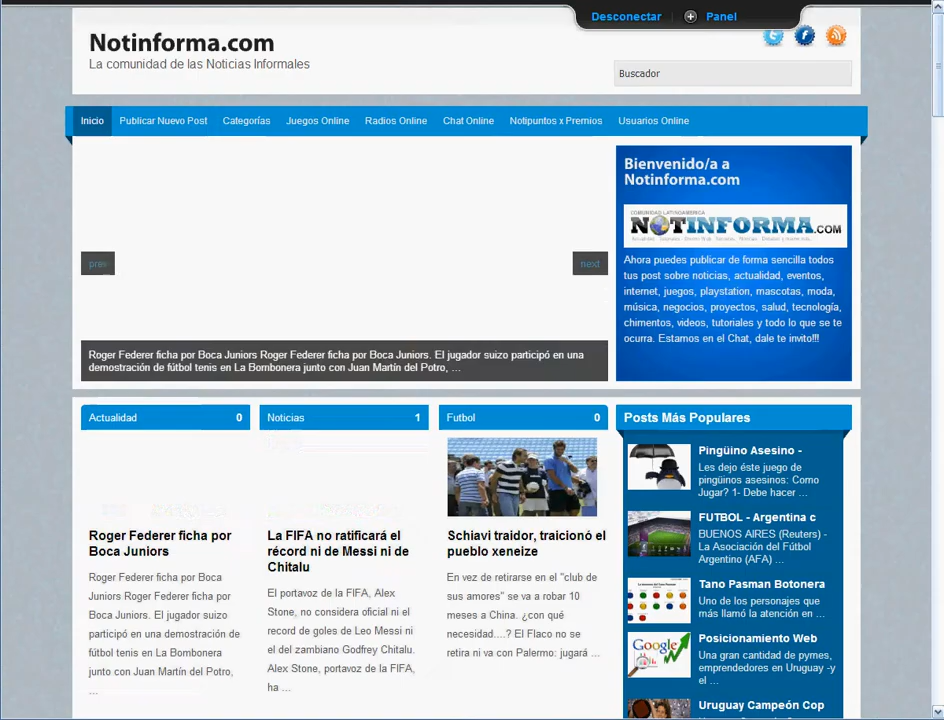 Desconectar
Panel
Notinforma.com
La comunidad de las Noticias Informales
Buscador
Inicio
Publicar Nuevo Post
Categorías
Juegos Online
Radios Online
Chat Online
Notipuntos x Premios
Usuarios Online
prev
next
Roger Federer ficha por Boca Juniors Roger Federer ficha por Boca Juniors. El jugador suizo participó en una
demostración de fútbol tenis en La Bombonera junto con Juan Martín del Potro, ...
Bienvenido/a a
Notinforma.com
COMUNIDAD LATINOAMERICA
NOTINFORMA.COM
Ahora puedes publicar de forma sencilla todos
tus post sobre noticias, actualidad, eventos,
internet, juegos, playstation, mascotas, moda,
música, negocios, proyectos, salud, tecnología,
chimentos, videos, tutoriales y todo lo que se te
ocurra. Estamos en el Chat, dale te invito!!!
Actualidad 0
Roger Federer ficha por
Boca Juniors
Roger Federer ficha por Boca
Juniors Roger Federer ficha por
Boca Juniors. El jugador suizo
participó en una demostración de
fútbol tenis en La Bombonera
junto con Juan Martín del Potro,
...
Noticias 1
La FIFA no ratificará el
récord ni de Messi ni de
Chitalu
El portavoz de la FIFA, Alex
Stone, no considera oficial ni el
record de goles de Leo Messi ni
el del zambiano Godfrey Chitalu.
Alex Stone, portavoz de la FIFA,
ha ...
Futbol 0
Schiavi traidor, traicionó el
pueblo xeneize
En vez de retirarse en el "club de
sus amores" se va a robar 10
meses a China. ¿con qué
necesidad....? El Flaco no se
retira ni va con Palermo: jugará ...
Posts Más Populares
Pingüino Asesino -
Les dejo éste juego de
pingüinos asesinos: Como
Jugar? 1- Debe hacer ...
FUTBOL - Argentina c
BUENOS AIRES (Reuters) -
La Asociación del Fútbol
Argentino (AFA) ...
Tano Pasman Botonera
Uno de los personajes que
más llamó la atención en ...
Google
Posicionamiento Web
Una gran cantidad de pymes,
emprendedores en Uruguay -y
el ...
Uruguay Campeón Cop